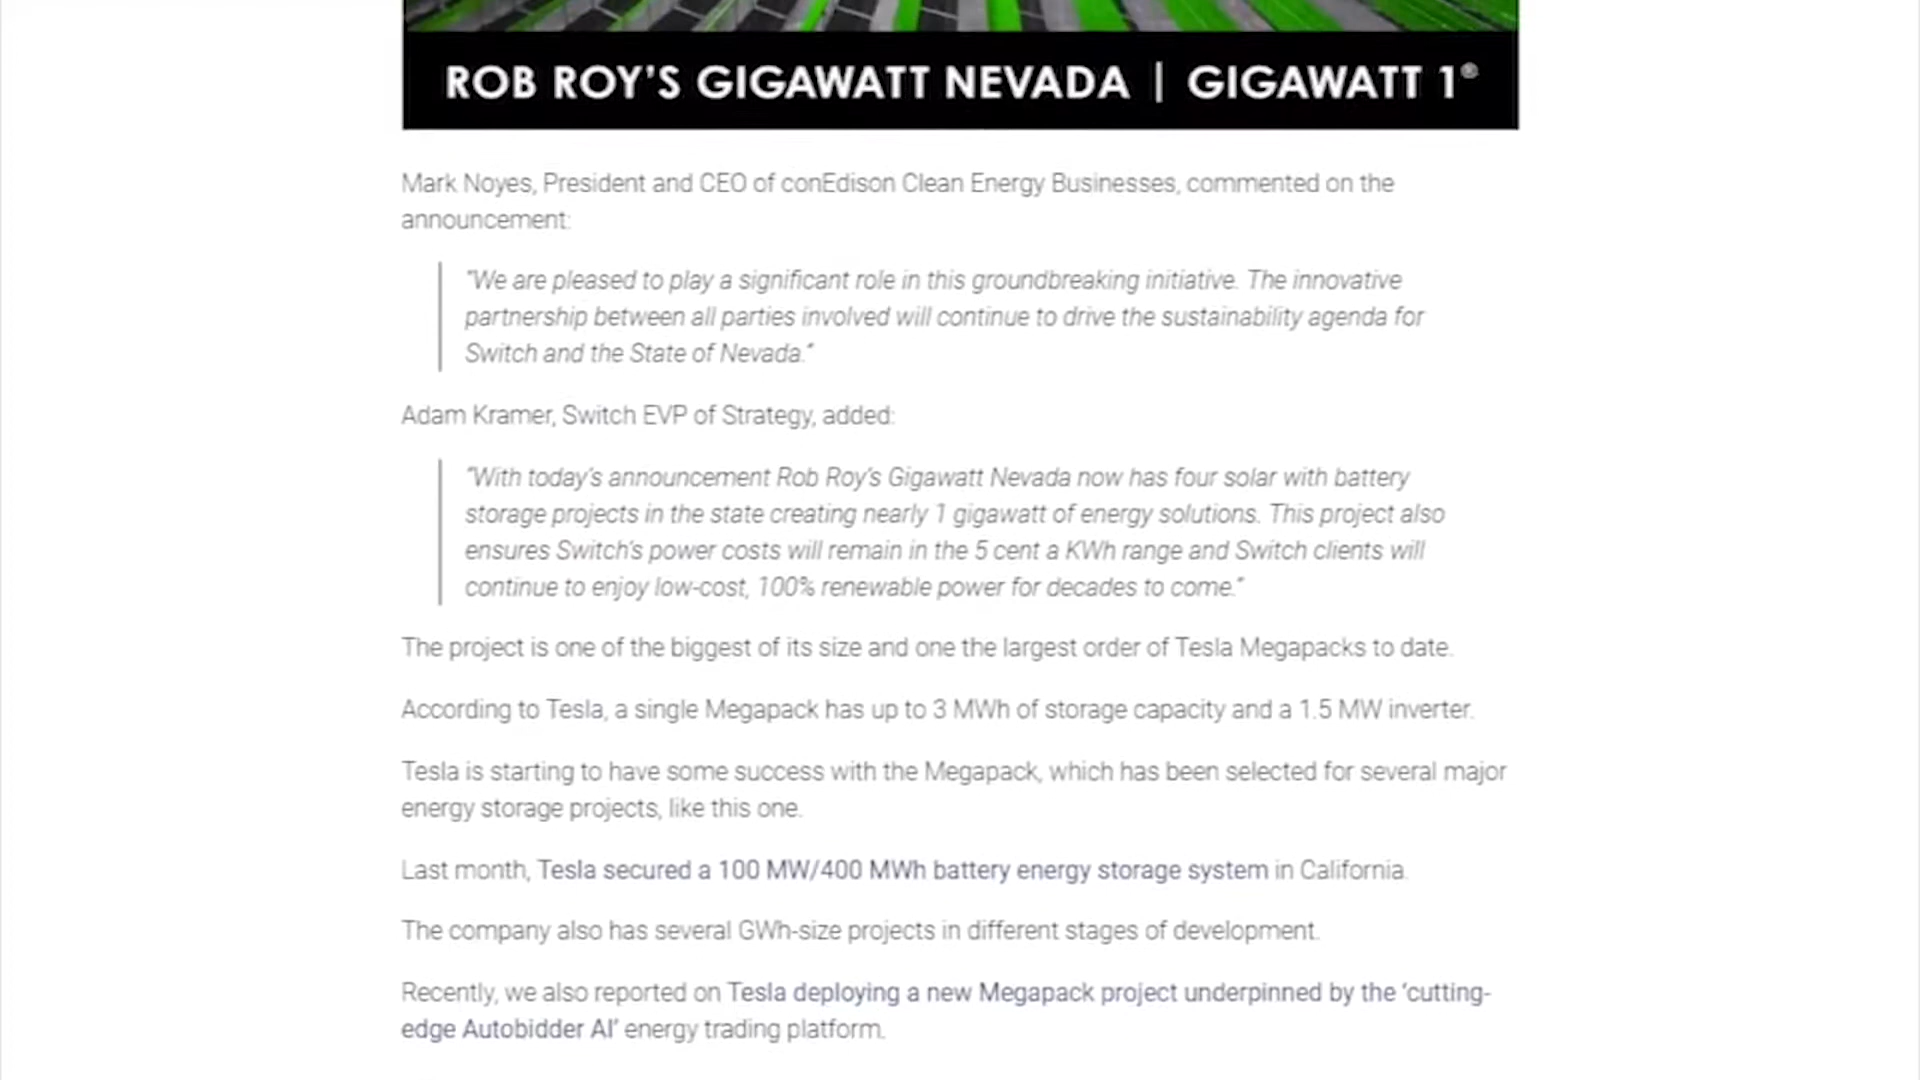 ROB ROY'S GIGAWATT NEVADA | GIGAWATT 1®
Mark Noyes, President and CEO of conEdison Clean Energy Businesses, commented on the
announcement:
"We are pleased to play a significant role in this groundbreaking initiative. The innovative
partnership between all parties involved will continue to drive the sustainability agenda for
Switch and the State of Nevada."
Adam Kramer, Switch EVP of Strategy, added:
"With today's announcement Rob Roy's Gigawatt Nevada now has four solar with battery
storage projects in the state creating nearly 1 gigawatt of energy solutions. This project also
ensures Switch's power costs will remain in the 5 cent a KWh range and Switch clients will
continue to enjoy low-cost, 100% renewable power for decades to come."
The project is one of the biggest of its size and one the largest order of Tesla Megapacks to date.
According to Tesla, a single Megapack has up to 3 MWh of storage capacity and a 1.5 MW inverter.
Tesla is starting to have some success with the Megapack, which has been selected for several major
energy storage projects, like this one.
Last month, Tesla secured a 100 MW/400 MWh battery energy storage system in California.
The company also has several GWh-size projects in different stages of development.
Recently, we also reported on Tesla deploying a new Megapack project underpinned by the 'cutting-
edge Autobidder AI' energy trading platform.